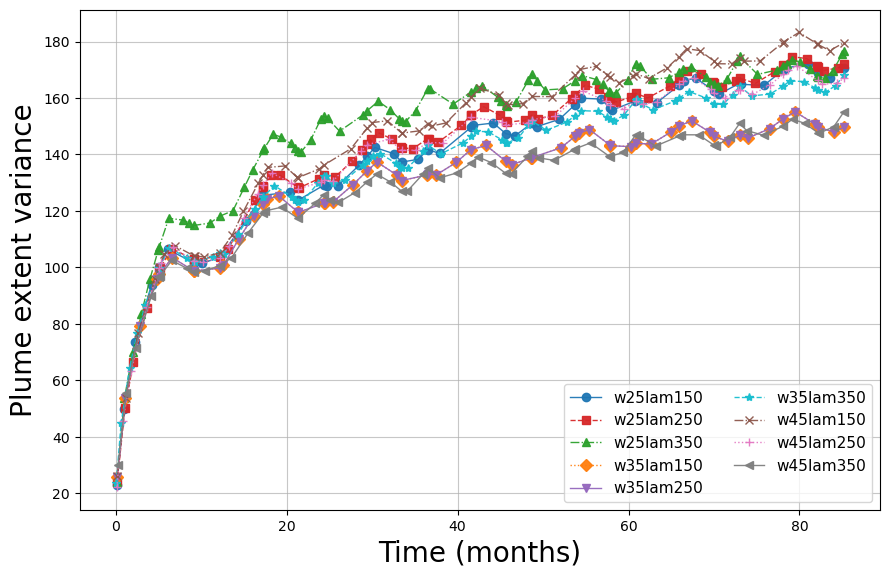 Plume extent variance
180
160
140
120
100
80
60
40
20
0
20
40
60
80
Time (months)
w25lam150
w25lam250
w25lam350
w35lam150
w35lam250
w35lam350
w45lam150
w45lam250
w45lam350